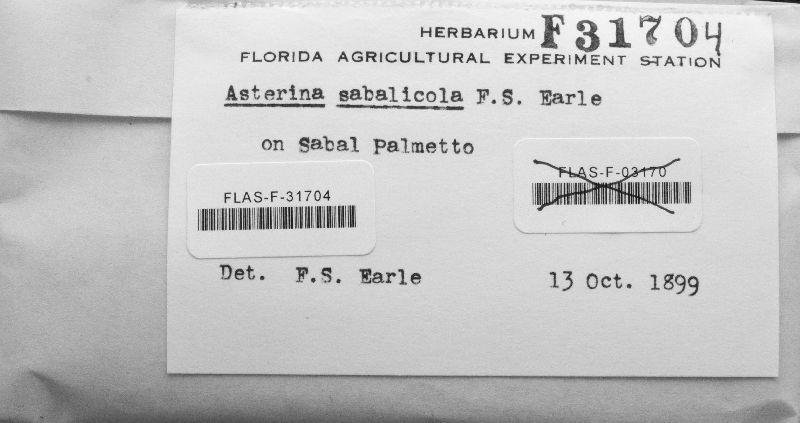 HERBARIUM F31704
FLORIDA AGRICULTURAL EXPERIMENT STATION
Asterina sabalicola F.S. Earle
on Sabal Palmetto
FLAS-F-03170
FLAS-F-31704
Det. F.S. Earle 13 Oct. 1899